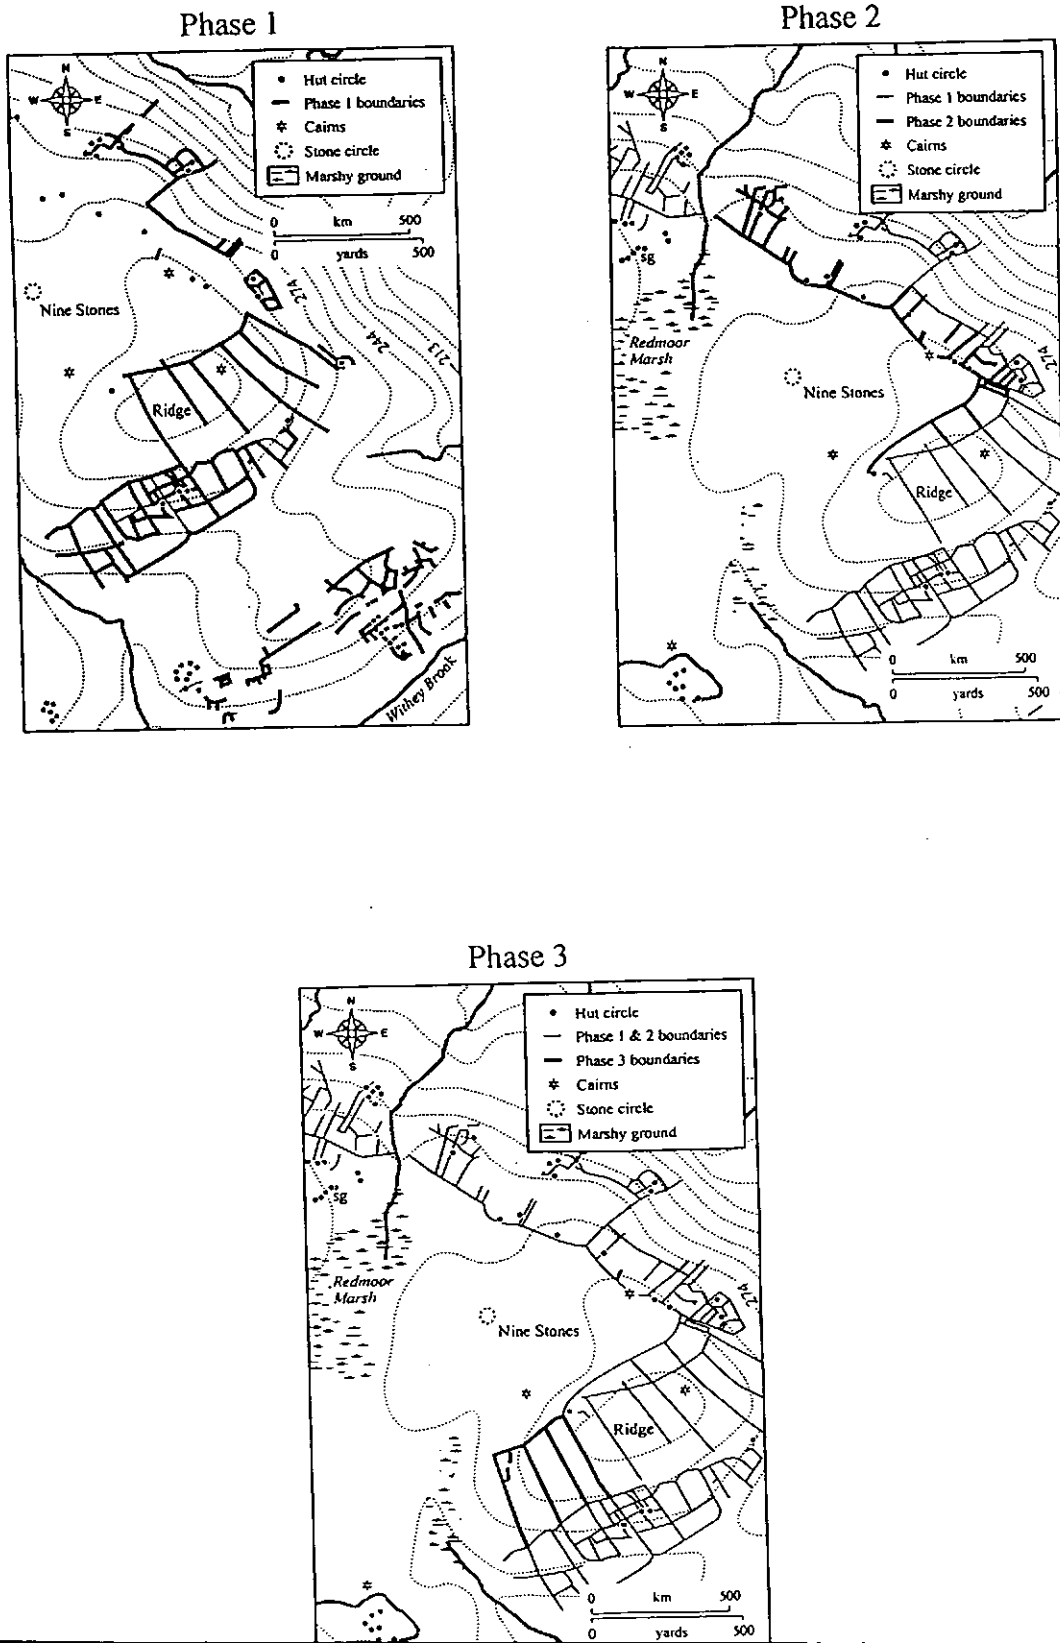 Phase 1
N
W E
S
Hut circle
Phase 1 boundaries
Cairns
Stone circle
Marshy ground
0 km 500
0 yards 500
274
244
213
Nine Stones
Ridge
Withey Brook
Phase 2
N
W E
S
Hut circle
Phase 1 boundaries
Phase 2 boundaries
Cairns
Stone circle
Marshy ground
sg
Redmoor
Marsh
274
Nine Stones
Ridge
0 km 500
0 yards 500
Phase 3
N
W E
S
Hut circle
Phase 1 & 2 boundaries
Phase 3 boundaries
Cairns
Stone circle
Marshy ground
sg
Redmoor
Marsh
274
Nine Stones
Ridge
0 km 500
0 yards 500